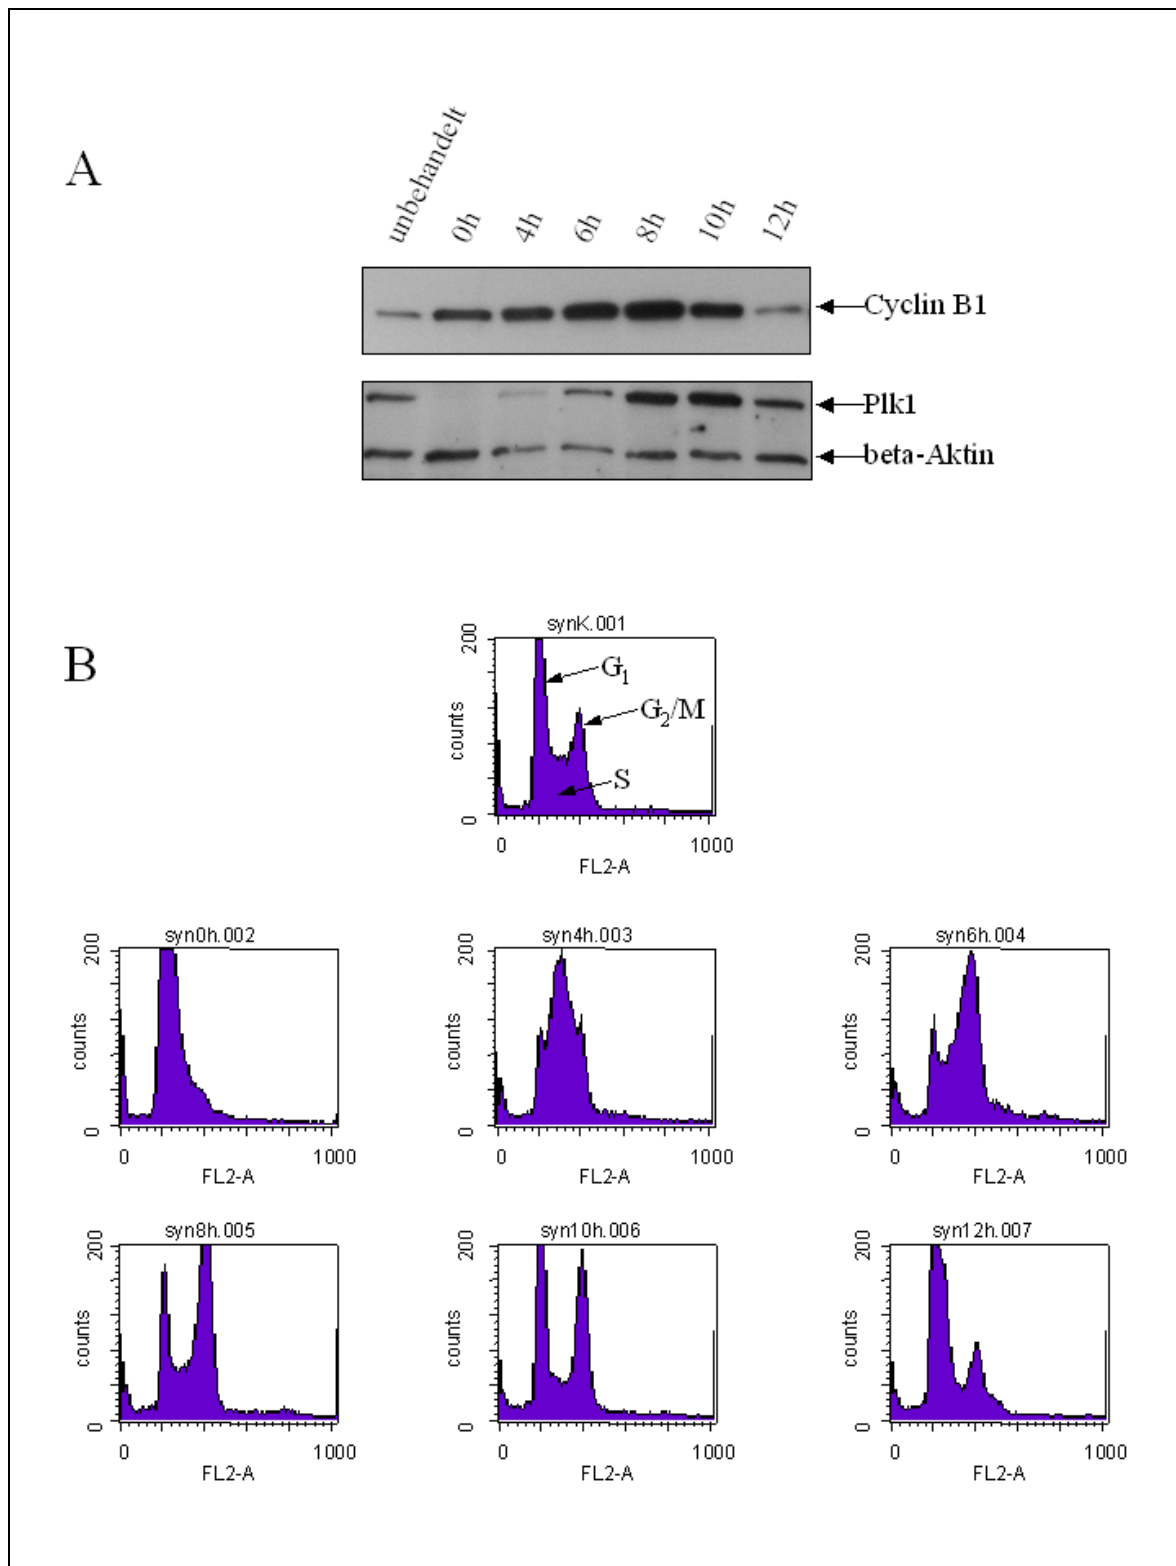 A
unbehandelt 0h 4h 6h 8h 10h 12h
Cyclin B1
Plk1
beta-Aktin
B
synK.001
200
counts
0
G1
G2/M
S
0 1000
FL2-A
syn0h.002
200
counts
0
0 1000
FL2-A
syn4h.003
200
counts
0
0 1000
FL2-A
syn6h.004
200
counts
0
0 1000
FL2-A
syn8h.005
200
counts
0
0 1000
FL2-A
syn10h.006
200
counts
0
0 1000
FL2-A
syn12h.007
200
counts
0
0 1000
FL2-A